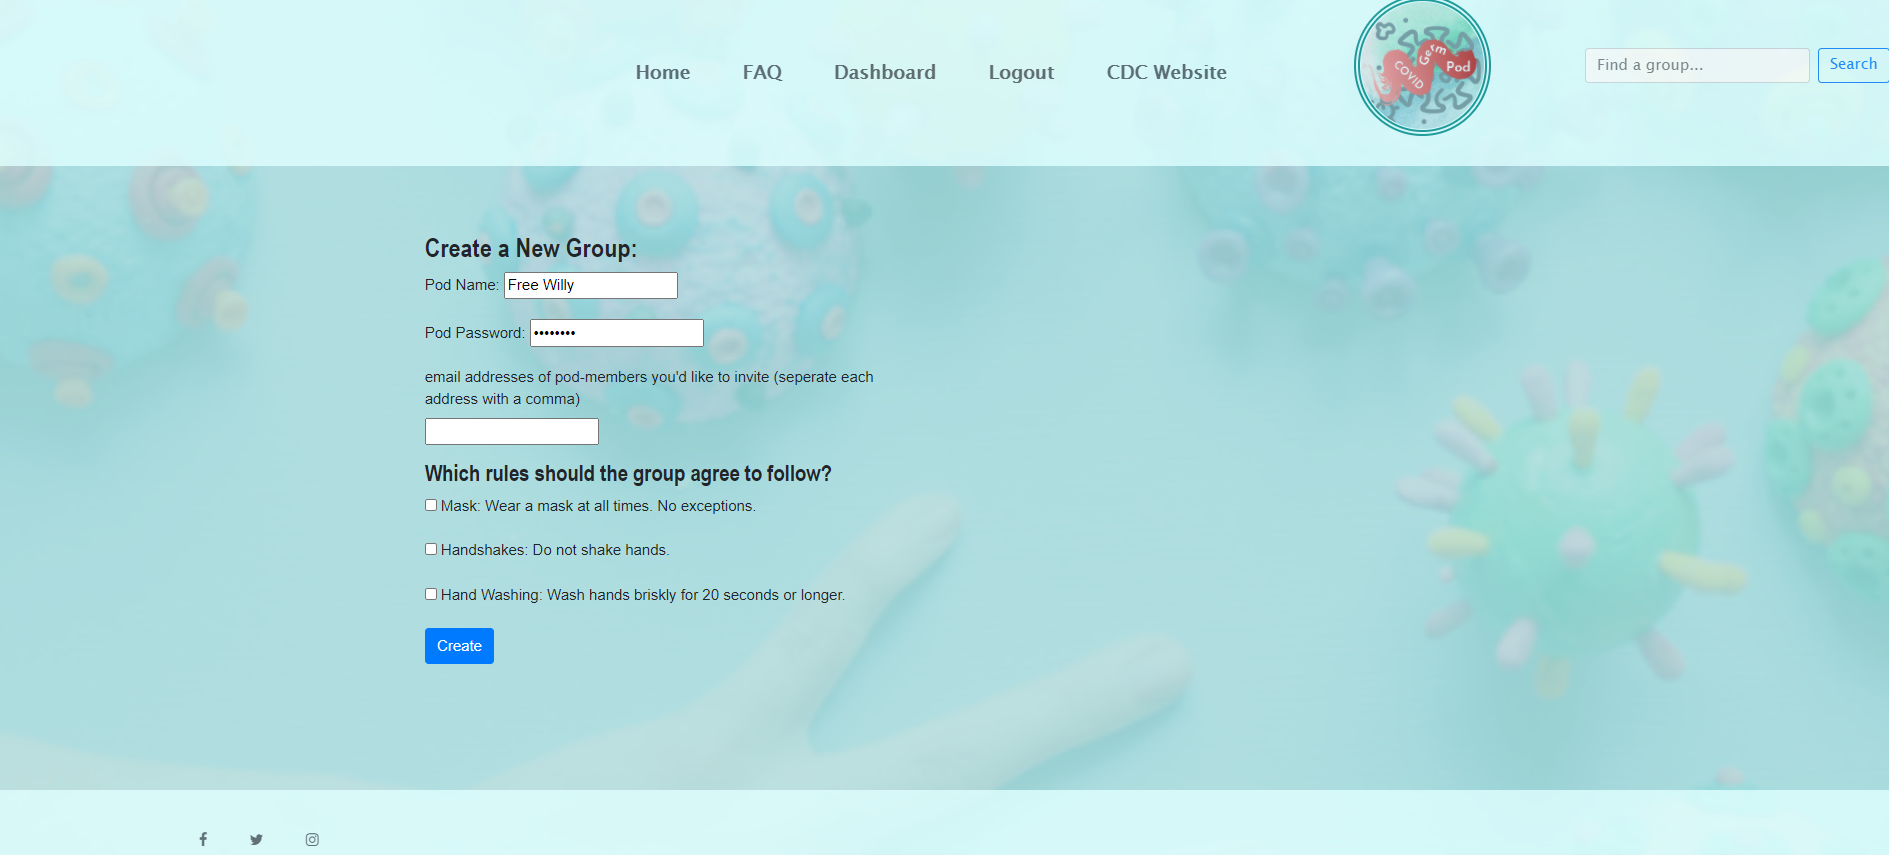 Home FAQ Dashboard Logout CDC Website
COVID Germ Pod
Find a group... Search
Create a New Group:
Pod Name: Free Willy
Pod Password: ••••••••
email addresses of pod-members you'd like to invite (seperate each
address with a comma)
Which rules should the group agree to follow?
Mask: Wear a mask at all times. No exceptions.
Handshakes: Do not shake hands.
Hand Washing: Wash hands briskly for 20 seconds or longer.
Create